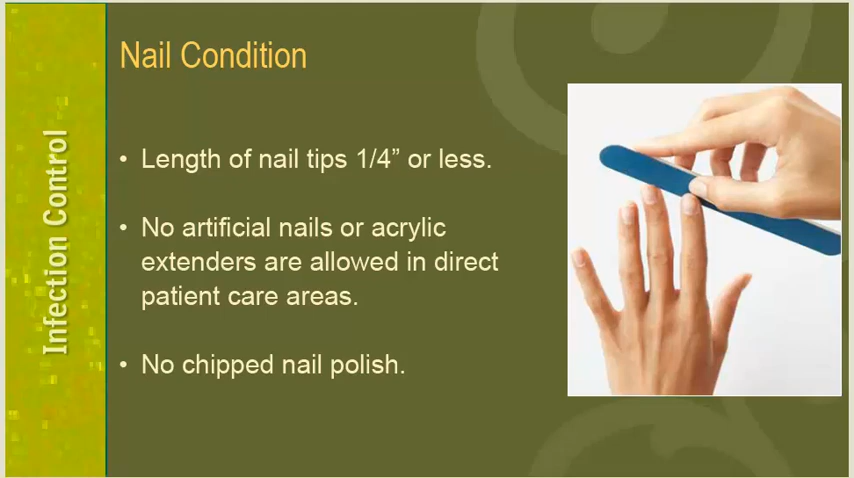 Nail Condition
Infection Control
• Length of nail tips 1/4” or less.
• No artificial nails or acrylic
extenders are allowed in direct
patient care areas.
• No chipped nail polish.